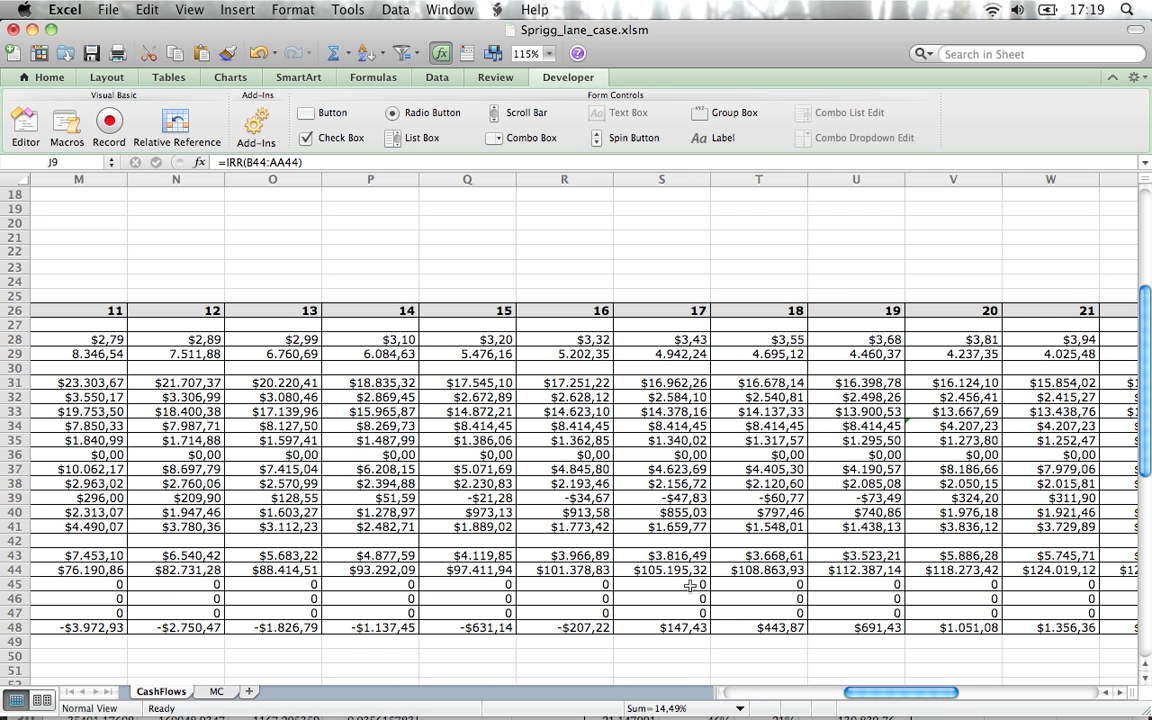 Excel File Edit View Insert Format Tools Data Window Help 17:19
Sprigg_lane_case.xlsm
115% Search in Sheet
Home Layout Tables Charts SmartArt Formulas Data Review Developer
Visual Basic Add-Ins Form Controls
Button Radio Button Scroll Bar Text Box Group Box Combo List Edit
Check Box List Box Combo Box Spin Button Aa Label Combo Dropdown Edit
Editor Macros Record Relative Reference Add-Ins
J9 fx =IRR(B44:AA44)
M N O P Q R S T U V W
18
19
20
21
22
23
24
25
26 11 12 13 14 15 16 17 18 19 20 21
27
28 $2,79 $2,89 $2,99 $3,10 $3,20 $3,32 $3,43 $3,55 $3,68 $3,81 $3,94
29 8.346,54 7.511,88 6.760,69 6.084,63 5.476,16 5.202,35 4.942,24 4.695,12 4.460,37 4.237,35 4.025,48
30
31 $23.303,67 $21.707,37 $20.220,41 $18.835,32 $17.545,10 $17.251,22 $16.962,26 $16.678,14 $16.398,78 $16.124,10 $15.854,02
32 $3.550,17 $3.306,99 $3.080,46 $2.869,45 $2.672,89 $2.628,12 $2.584,10 $2.540,81 $2.498,26 $2.456,41 $2.415,27
33 $19.753,50 $18.400,38 $17.139,96 $15.965,87 $14.872,21 $14.623,10 $14.378,16 $14.137,33 $13.900,53 $13.667,69 $13.438,76
34 $7.850,33 $7.987,71 $8.127,50 $8.269,73 $8.414,45 $8.414,45 $8.414,45 $8.414,45 $8.414,45 $4.207,23 $4.207,23
35 $1.840,99 $1.714,88 $1.597,41 $1.487,99 $1.386,06 $1.362,85 $1.340,02 $1.317,57 $1.295,50 $1.273,80 $1.252,47
36 $0,00 $0,00 $0,00 $0,00 $0,00 $0,00 $0,00 $0,00 $0,00 $0,00 $0,00
37 $10.062,17 $8.697,79 $7.415,04 $6.208,15 $5.071,69 $4.845,80 $4.623,69 $4.405,30 $4.190,57 $8.186,66 $7.979,06
38 $2.963,02 $2.760,06 $2.570,99 $2.394,88 $2.230,83 $2.193,46 $2.156,72 $2.120,60 $2.085,08 $2.050,15 $2.015,81
39 $296,00 $209,90 $128,55 $51,59 -$21,28 -$34,67 -$47,83 -$60,77 -$73,49 $324,20 $311,90
40 $2.313,07 $1.947,46 $1.603,27 $1.278,97 $973,13 $913,58 $855,03 $797,46 $740,86 $1.976,18 $1.921,46
41 $4.490,07 $3.780,36 $3.112,23 $2.482,71 $1.889,02 $1.773,42 $1.659,77 $1.548,01 $1.438,13 $3.836,12 $3.729,89
42
43 $7.453,10 $6.540,42 $5.683,22 $4.877,59 $4.119,85 $3.966,89 $3.816,49 $3.668,61 $3.523,21 $5.886,28 $5.745,71
44 $76.190,86 $82.731,28 $88.414,51 $93.292,09 $97.411,94 $101.378,83 $105.195,32 $108.863,93 $112.387,14 $118.273,42 $124.019,12
45 0 0 0 0 0 0 0 0 0 0 0
46 0 0 0 0 0 0 0 0 0 0 0
47 0 0 0 0 0 0 0 0 0 0 0
48 -$3.972,93 -$2.750,47 -$1.826,79 -$1.137,45 -$631,14 -$207,22 $147,43 $443,87 $691,43 $1.051,08 $1.356,36
49
50
51
CashFlows MC
Normal View Ready Sum=14,49%